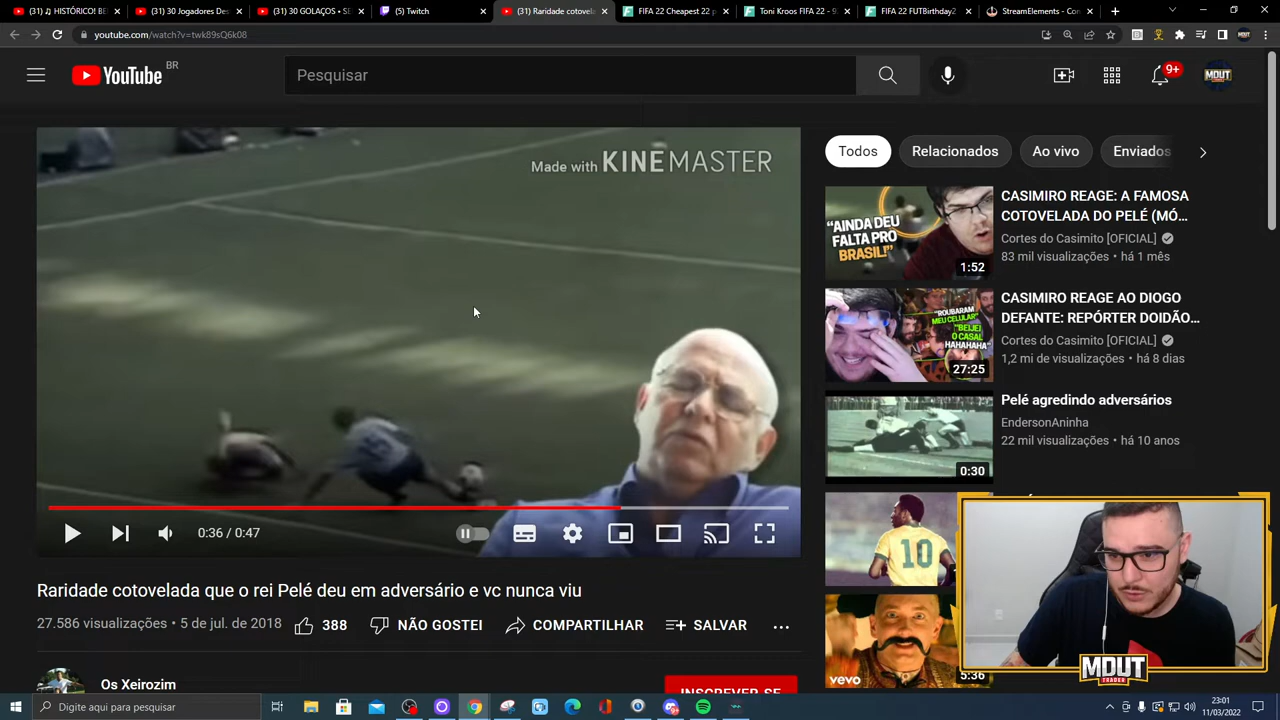 (31) ♫ HISTÓRICO! BE
(31) 30 Jogadores Des
(31) 30 GOLAÇOS • SE
(5) Twitch
(31) Raridade cotovela
FIFA 22 Cheapest 22 p
Toni Kroos FIFA 22 - 9
FIFA 22 FUTBirthday2
StreamElements - Con
youtube.com/watch?v=twk89sQ6k08
YouTube BR
Pesquisar
9+
MDUT
Made with KINEMASTER
0:36 / 0:47
Raridade cotovelada que o rei Pelé deu em adversário e vc nunca viu
27.586 visualizações • 5 de jul. de 2018
388
NÃO GOSTEI
COMPARTILHAR
SALVAR
Os Xeirozim
INSCREVER-SE
Todos
Relacionados
Ao vivo
Enviados
"AINDA DEU
FALTA PRO
BRASIL!"
1:52
CASIMIRO REAGE: A FAMOSA
COTOVELADA DO PELÉ (MÓ...
Cortes do Casimito [OFICIAL]
83 mil visualizações • há 1 mês
"ROUBARAM
MEU CELULAR"
"BEIJEI
O CASAL
HAHAHAHA"
27:25
CASIMIRO REAGE AO DIOGO
DEFANTE: REPÓRTER DOIDÃO...
Cortes do Casimito [OFICIAL]
1,2 mi de visualizações • há 8 dias
0:30
Pelé agredindo adversários
EndersonAninha
22 mil visualizações • há 10 anos
10
vevo
5:36
MDUT
TRADER
Digite aqui para pesquisar
23:01
11/03/2022